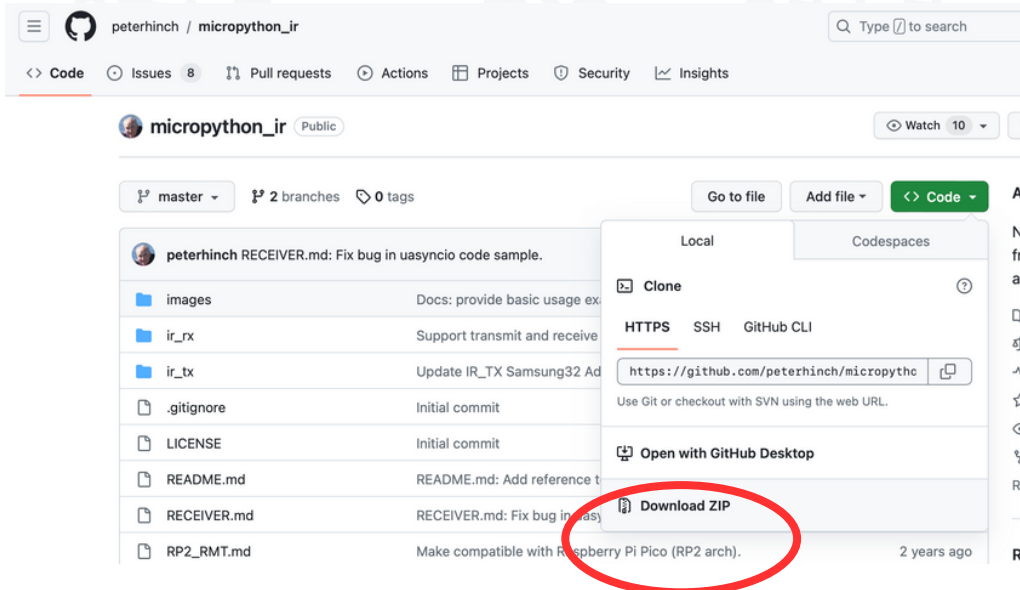 peterhinch / micropython_ir
Type / to search
Code Issues 8 Pull requests Actions Projects Security Insights
micropython_ir Public
Watch 10
master 2 branches 0 tags Go to file Add file Code
Local Codespaces
peterhinch RECEIVER.md: Fix bug in uasyncio code sample.
Clone
images Docs: provide basic usage
HTTPS SSH GitHub CLI
ir_rx Support transmit and receive
ir_tx Update IR_TX Samsung32
https://github.com/peterhinch/micropytho
Use Git or checkout with SVN using the web URL.
.gitignore Initial commit
LICENSE Initial commit
Open with GitHub Desktop
README.md README.md: Add reference
Download ZIP
RECEIVER.md RECEIVER.md: Fix bug in
RP2_RMT.md Make compatible with Raspberry Pi Pico (RP2 arch). 2 years ago